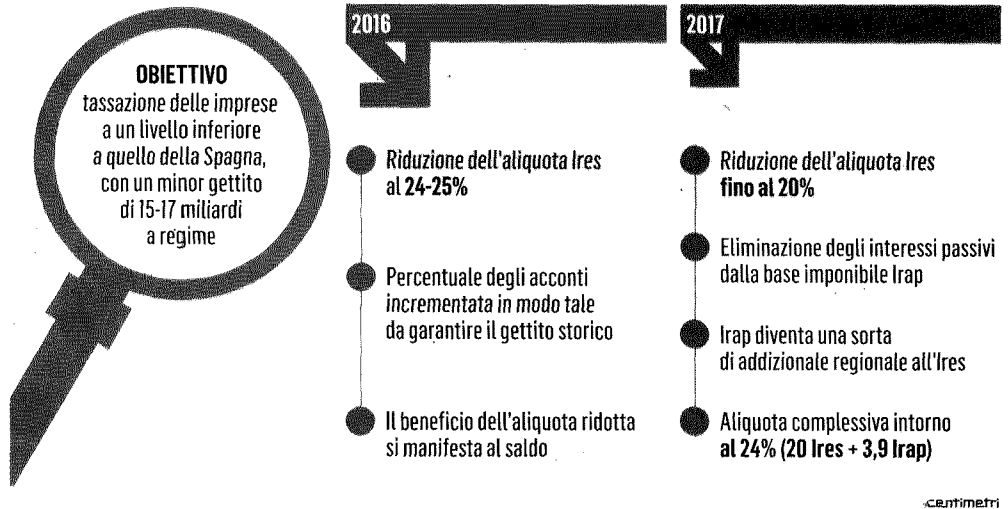 OBIETTIVO
tassazione delle imprese
a un livello inferiore
a quello della Spagna,
con un minor gettito
di 15-17 miliardi
a regime
2016
Riduzione dell'aliquota Ires
al 24-25%
Percentuale degli acconti
incrementata in modo tale
da garantire il gettito storico
Il beneficio dell'aliquota ridotta
si manifesta al saldo
2017
Riduzione dell'aliquota Ires
fino al 20%
Eliminazione degli interessi passivi
dalla base imponibile Irap
Irap diventa una sorta
di addizionale regionale all'Ires
Aliquota complessiva intorno
al 24% (20 Ires + 3,9 Irap)
centimetri